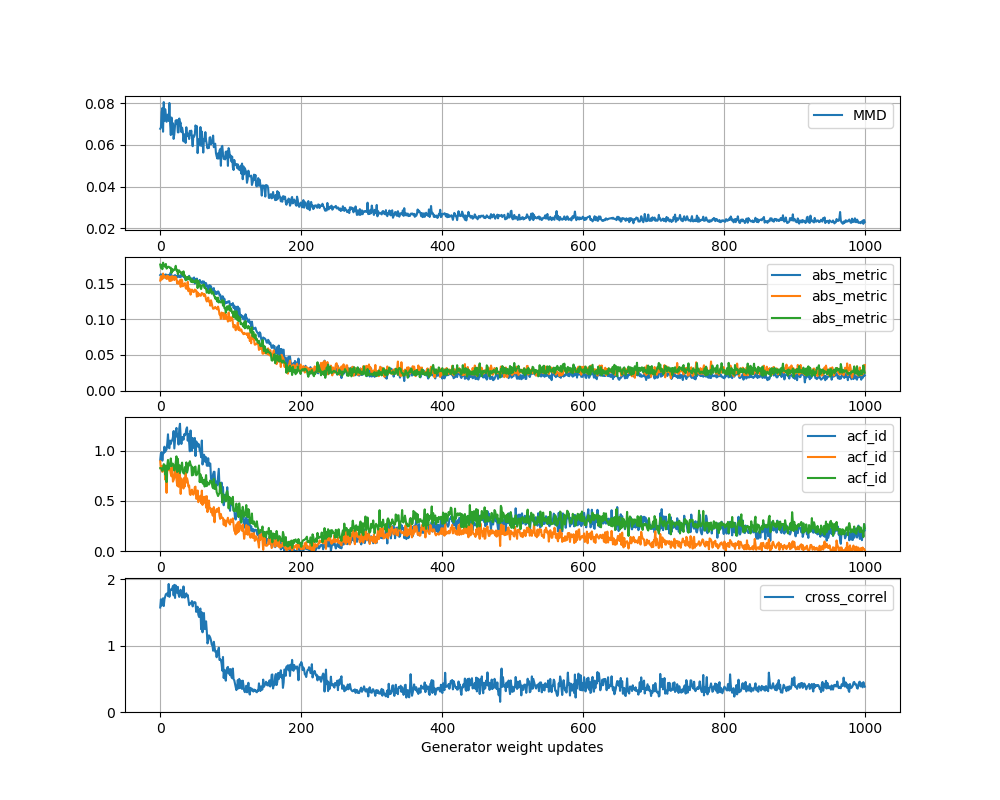 0.08
0.06
0.04
0.02
MMD
0 200 400 600 800 1000
0.15
0.10
0.05
0.00
abs_metric
abs_metric
abs_metric
0 200 400 600 800 1000
1.0
0.5
0.0
acf_id
acf_id
acf_id
0 200 400 600 800 1000
2
1
0
cross_correl
0 200 400 600 800 1000
Generator weight updates